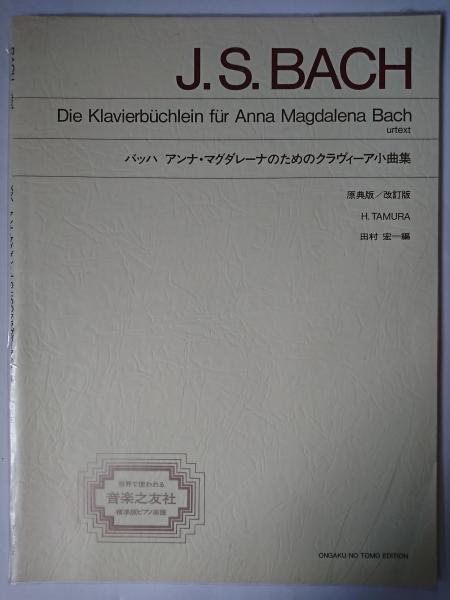 J.S.BACH
Die Klavierbüchlein für Anna Magdalena Bach
urtext
バッハ アンナ・マグダレーナのためのクラヴィーア小曲集
原典版／改訂版
H. TAMURA
田村 宏一編
世界で使われる
音楽之友社
標準版ピアノ楽譜
ONGAKU NO TOMO EDITION
BACH